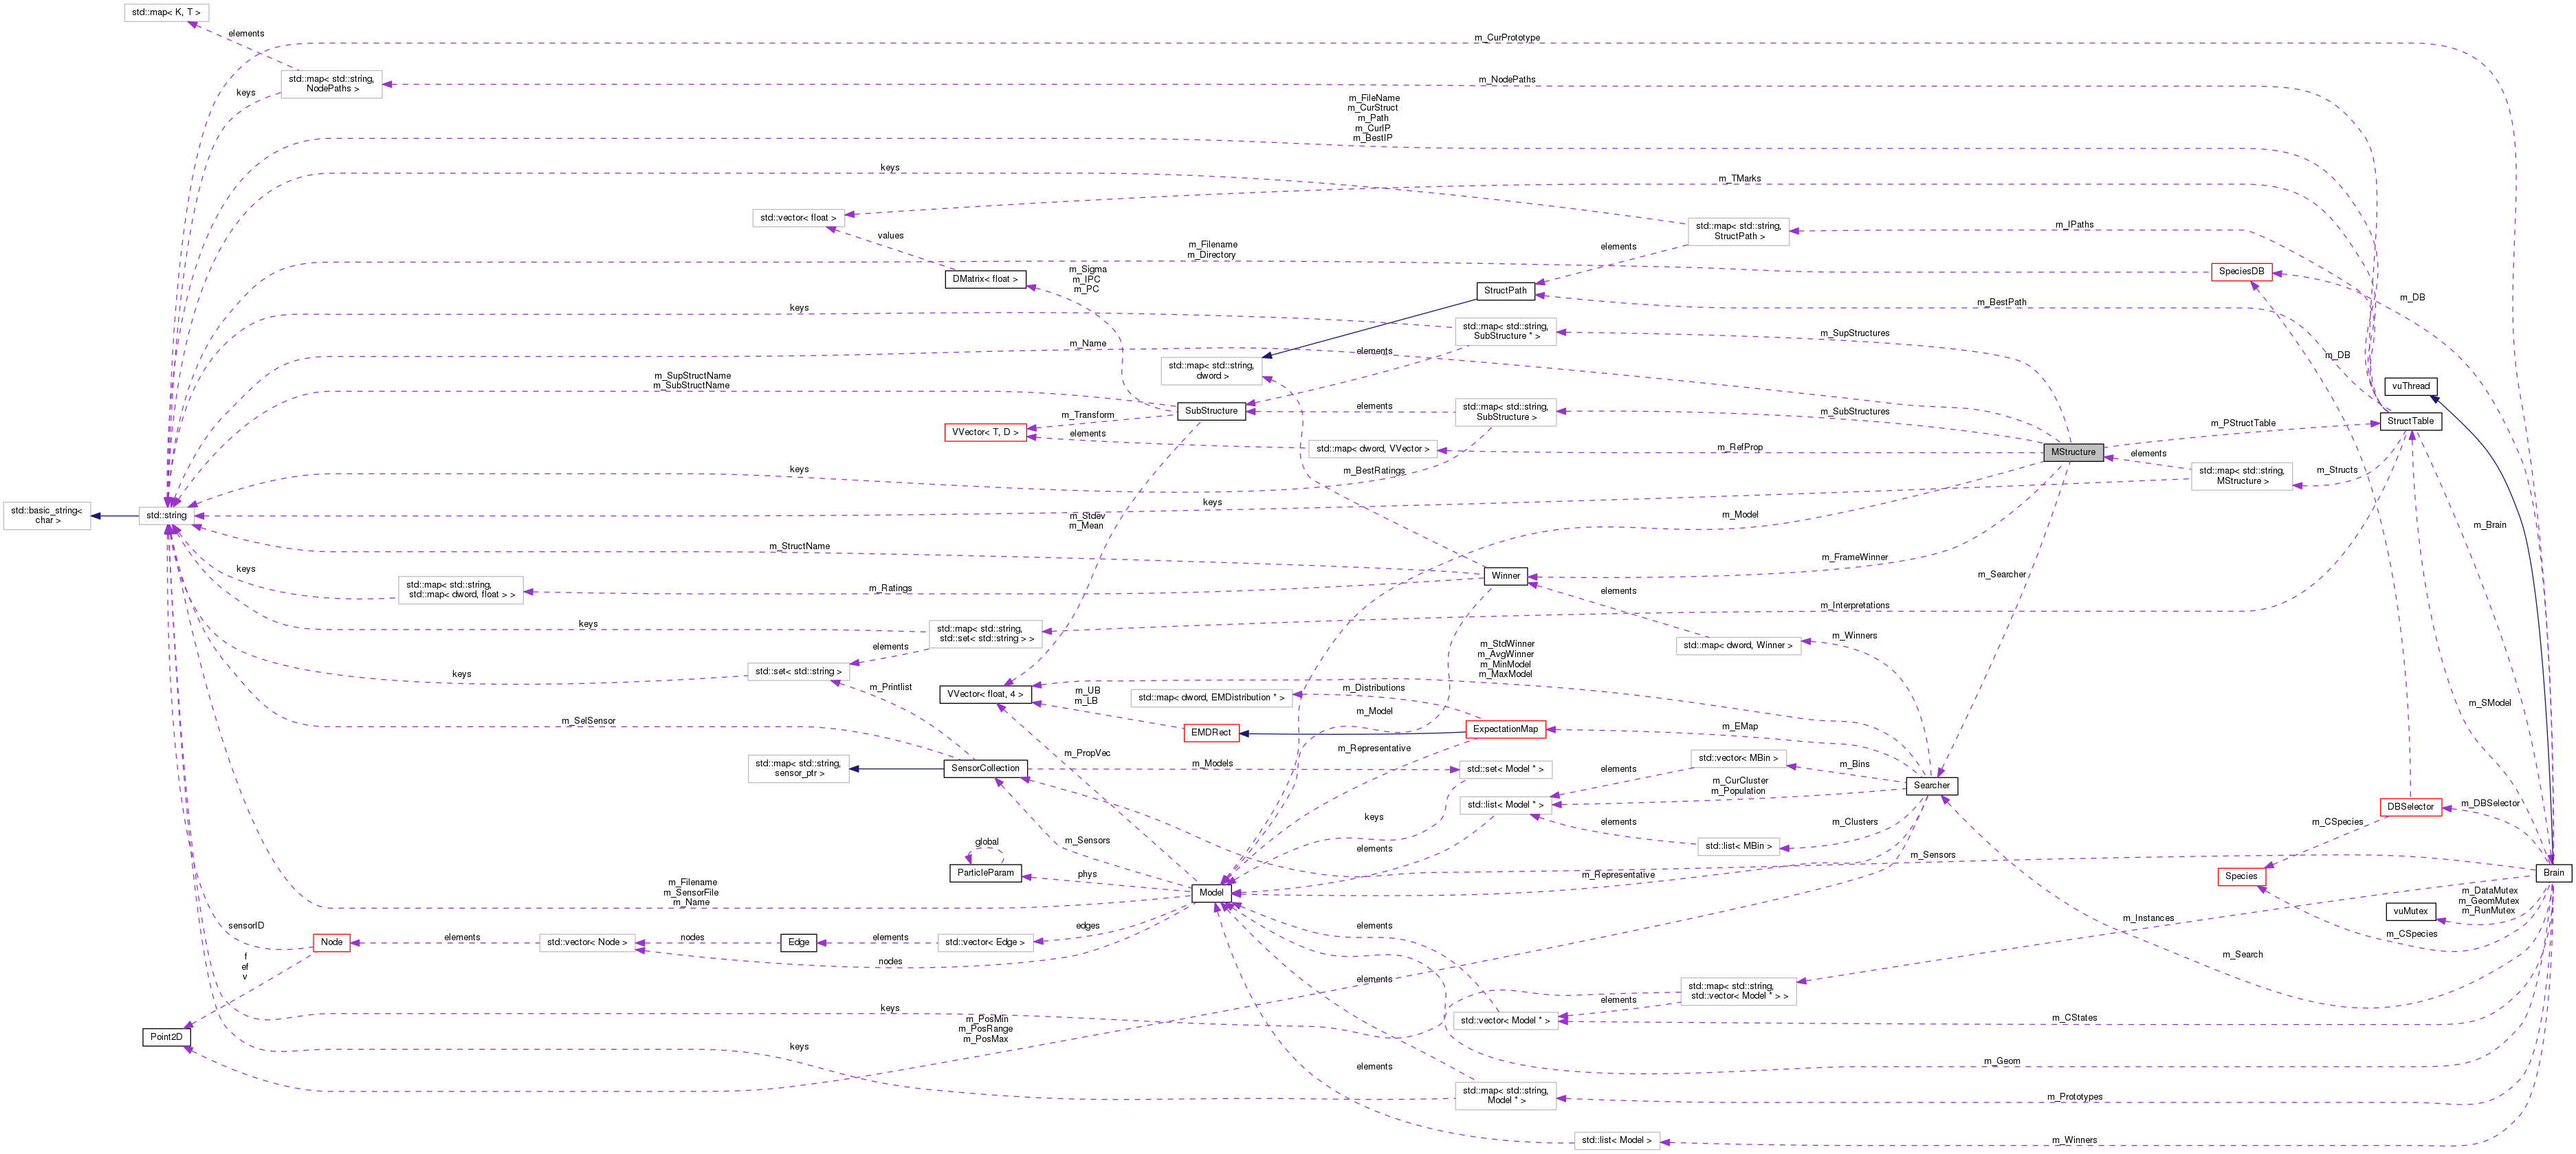 std::map< K, T >
elements
m_CurPrototype
std::map< std::string,
NodePaths >
keys
m_NodePaths
m_FileName
m_CurStruct
m_Path
m_CurIP
m_BestIP
keys
m_TMarks
std::vector< float >
values
std::map< std::string,
StructPath >
m_IPaths
elements
m_Filename
m_Directory
SpeciesDB
DMatrix< float >
m_Sigma
m_IPC
m_PC
StructPath
m_BestPath
m_DB
keys
std::map< std::string,
SubStructure * >
m_SupStructures
m_Name
elements
m_DB
std::map< std::string,
dword >
m_SupStructName
m_SubStructName
vuThread
SubStructure
m_Transform
elements
std::map< std::string,
SubStructure >
m_SubStructures
StructTable
m_PStructTable
VVector< T, D >
elements
std::map< dword, VVector >
m_RefProp
MStructure
elements
keys
m_BestRatings
std::map< std::string,
MStructure >
m_Structs
keys
std::basic_string<
char >
std::string
m_Stdev
m_Mean
m_Model
m_Brain
m_StructName
m_FrameWinner
m_Searcher
Winner
keys
std::map< std::string,
std::map< dword, float > >
m_Ratings
elements
m_Interpretations
keys
std::map< std::string,
std::set< std::string > >
elements
m_Winners
std::map< dword, Winner >
m_StdWinner
m_AvgWinner
m_MinModel
m_MaxModel
keys
std::set< std::string >
m_Printlist
VVector< float, 4 >
m_UB
m_LB
std::map< dword, EMDistribution * >
m_Distributions
m_SModel
m_SelSensor
m_Model
EMDRect
ExpectationMap
m_EMap
m_PropVec
m_Representative
std::map< std::string,
sensor_ptr >
SensorCollection
m_Models
std::set< Model * >
elements
std::vector< MBin >
m_Bins
m_CurCluster
m_Population
Searcher
std::list< Model * >
DBSelector
m_DBSelector
keys
elements
m_Clusters
m_CSpecies
std::list< MBin >
global
m_Sensors
elements
m_Sensors
ParticleParam
phys
m_Representative
Species
Brain
m_Filename
m_SensorFile
m_Name
Model
m_DataMutex
m_GeomMutex
m_RunMutex
vuMutex
m_Instances
sensorID
Node
elements
std::vector< Node >
nodes
Edge
elements
std::vector< Edge >
edges
elements
m_CSpecies
f
ef
v
nodes
m_Search
elements
std::map< std::string,
std::vector< Model * > >
elements
keys
m_PosMin
m_PosRange
m_PosMax
std::vector< Model * >
m_CStates
Point2D
keys
m_Geom
elements
std::map< std::string,
Model * >
m_Prototypes
std::list< Model >
m_Winners